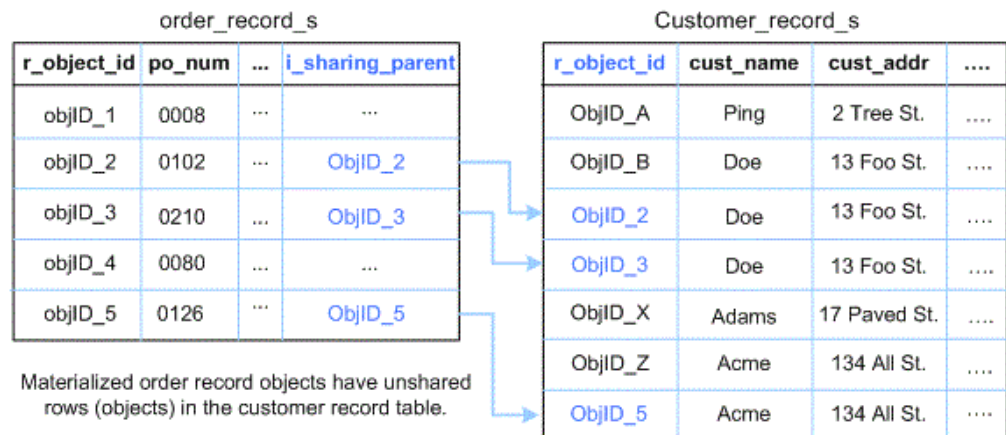 order_record_s
r_object_id po_num ... i_sharing_parent
objID_1 0008 ... ...
objID_2 0102 ... ObjID_2
objID_3 0210 ... ObjID_3
objID_4 0080 ... ...
objID_5 0126 ... ObjID_5
Materialized order record objects have unshared
rows (objects) in the customer record table.
Customer_record_s
r_object_id cust_name cust_addr ....
ObjID_A Ping 2 Tree St. ....
ObjID_B Doe 13 Foo St. ....
ObjID_2 Doe 13 Foo St. ....
ObjID_3 Doe 13 Foo St. ....
ObjID_X Adams 17 Paved St. ....
ObjID_Z Acme 134 All St. ....
ObjID_5 Acme 134 All St. ....